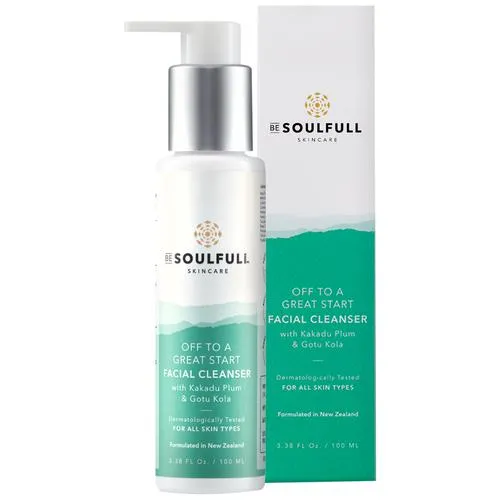 BE SOULFULL
SKINCARE
OFF TO A
GREAT START
FACIAL CLEANSER
with Kakadu Plum
& Gotu Kola
Dermatologically Tested
FOR ALL SKIN TYPES
Formulated in New Zealand
3.38 FL Oz. / 100 ML
BE SOULFULL
SKINCARE
OFF TO A
GREAT START
FACIAL CLEANSER
with Kakadu Plum
& Gotu Kola
Dermatologically Tested
FOR ALL SKIN TYPES
Formulated in New Zealand
3.38 FL Oz. / 100 ML